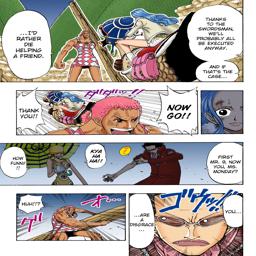 ...I'D
RATHER
DIE
HELPING
A FRIEND.
THANKS
TO THE
SWORDSMAN,
WE'LL
PROBABLY ALL
BE EXECUTED
ANYWAY.
AND IF
THAT'S THE
CASE...
THANK
YOU!!
NOW
GO!!
HOW
FUNNY!!
KYA
HA
HA!
FIRST
MR. 9,
NOW YOU,
MS.
MONDAY?
HUH!?
YOU...
...ARE
A
DISGRACE